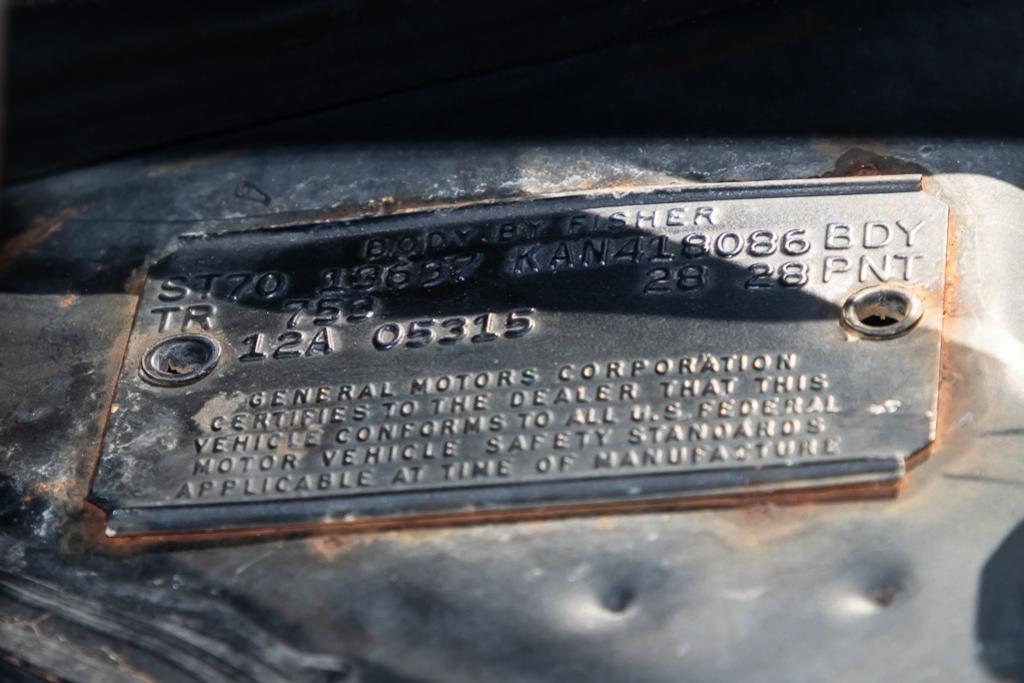 BODY BY FISHER
ST70 13637 KAN418086 BDY
TR 753 28 28 PNT
12A 05315
GENERAL MOTORS CORPORATION
CERTIFIES TO THE DEALER THAT THIS
VEHICLE CONFORMS TO ALL U.S FEDERAL
MOTOR VEHICLE SAFETY STANDARDS
APPLICABLE AT TIME OF MANUFACTURE